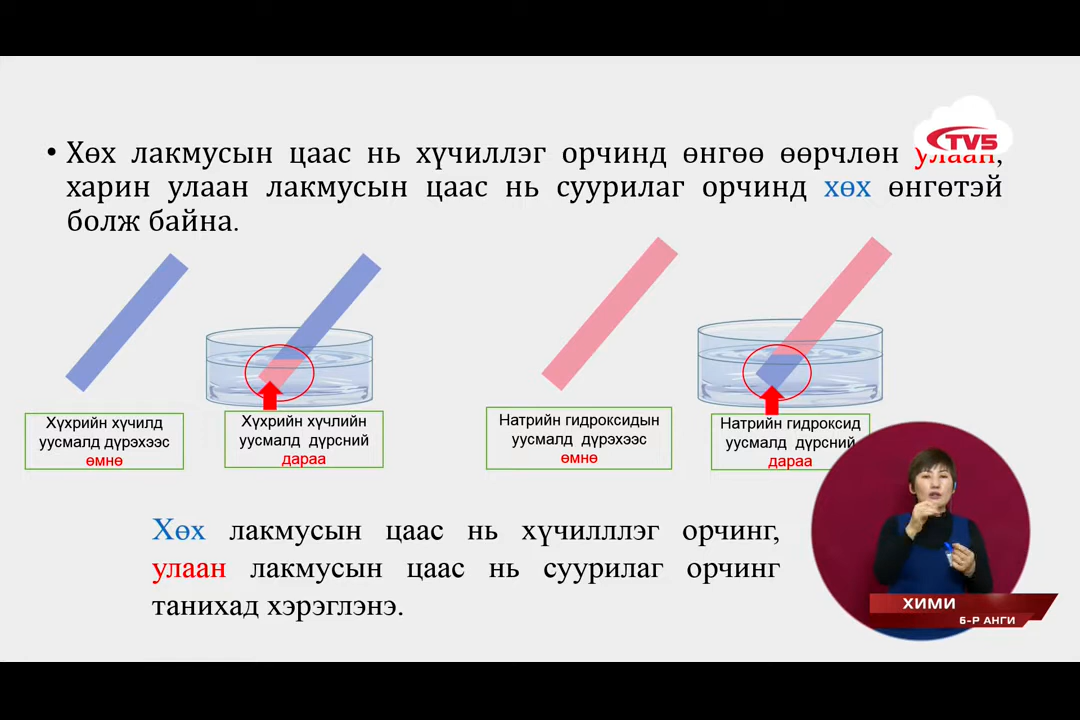 TV5
• Хөх лакмусын цаас нь хүчиллэг орчинд өнгөө өөрчлөн улаан,
харин улаан лакмусын цаас нь суурилаг орчинд хөх өнгөтэй
болж байна.
Хүхрийн хүчилд
уусмалд дүрэхээс
өмнө
Хүхрийн хүчлийн
уусмалд дүрсний
дараа
Натрийн гидроксидын
уусмалд дүрэхээс
өмнө
Натрийн гидроксид
уусмалд дүрсний
дараа
Хөх лакмусын цаас нь хүчилллэг орчинг,
улаан лакмусын цаас нь суурилаг орчинг
танихад хэрэглэнэ.
ХИМИ
6-Р АНГИ